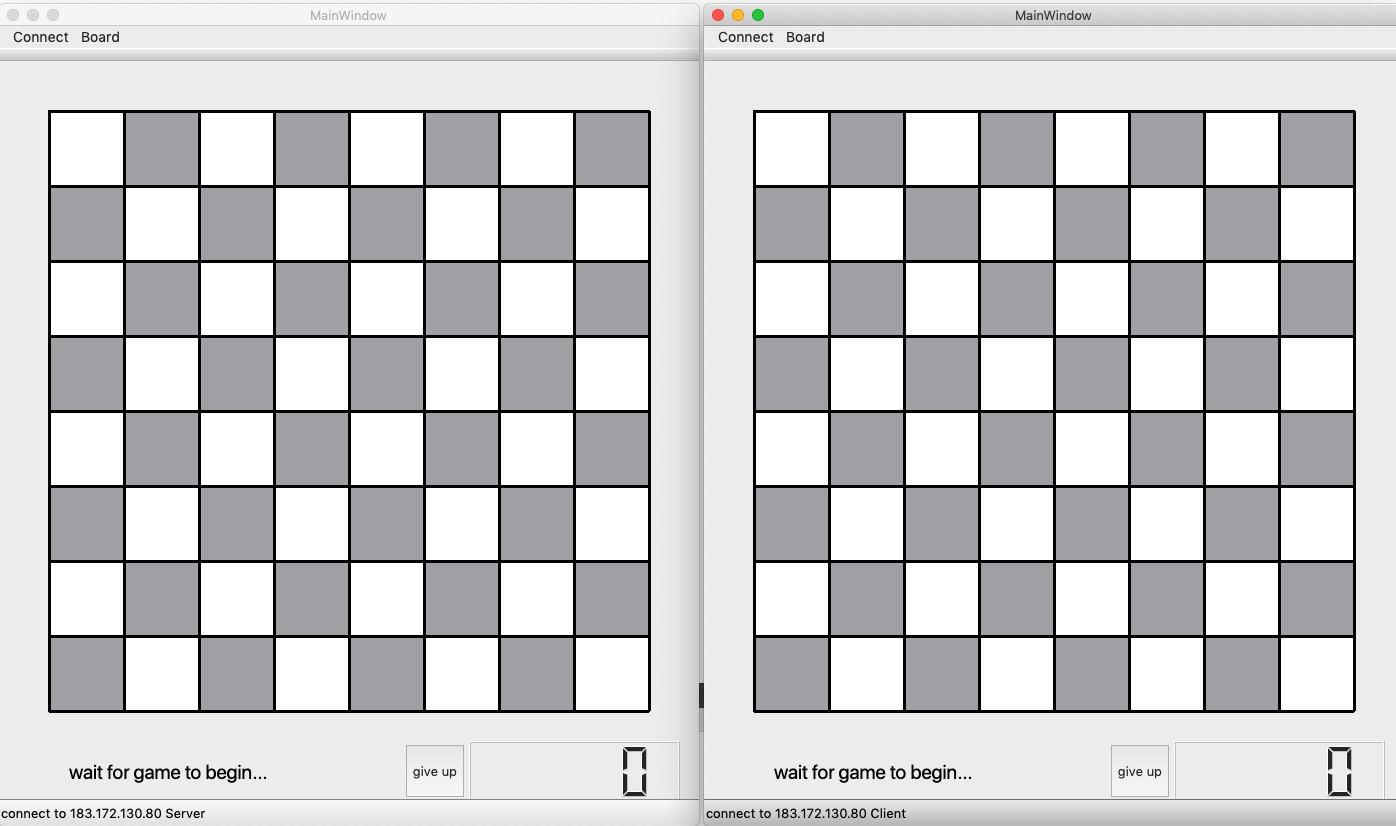 MainWindow
Connect Board
wait for game to begin...
give up
0
connect to 183.172.130.80 Server
MainWindow
Connect Board
wait for game to begin...
give up
0
connect to 183.172.130.80 Client